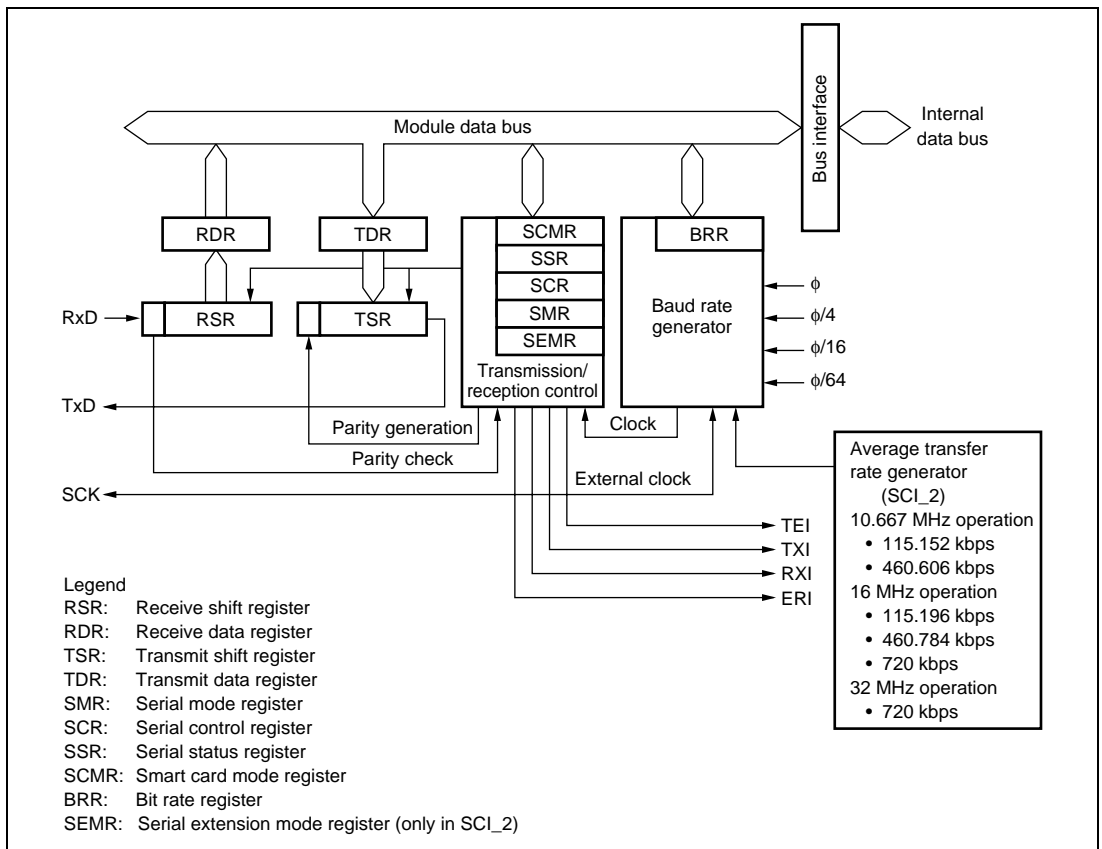 Module data bus
Bus interface
Internal
data bus
RDR
TDR
SCMR
SSR
SCR
SMR
SEMR
Transmission/
reception control
BRR
Baud rate
generator
ϕ
ϕ/4
ϕ/16
ϕ/64
RxD
RSR
TSR
TxD
Parity generation
Parity check
Clock
SCK
External clock
TEI
TXI
RXI
ERI
Average transfer
rate generator
(SCI_2)
10.667 MHz operation
• 115.152 kbps
• 460.606 kbps
16 MHz operation
• 115.196 kbps
• 460.784 kbps
• 720 kbps
32 MHz operation
• 720 kbps
Legend
RSR: Receive shift register
RDR: Receive data register
TSR: Transmit shift register
TDR: Transmit data register
SMR: Serial mode register
SCR: Serial control register
SSR: Serial status register
SCMR: Smart card mode register
BRR: Bit rate register
SEMR: Serial extension mode register (only in SCI_2)